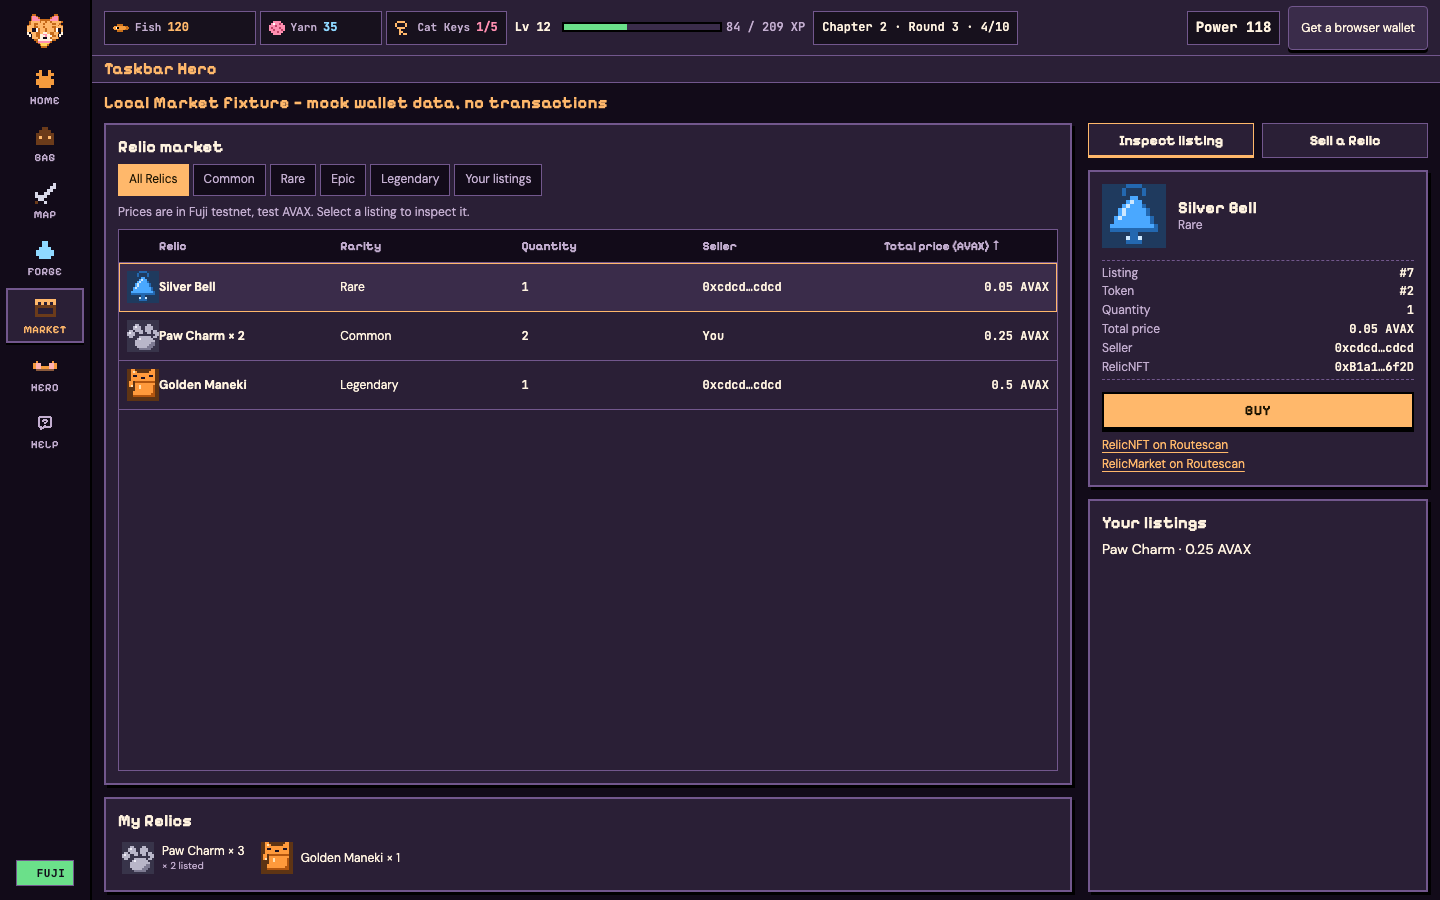 Fish 120
Yarn 35
Cat Keys 1/5
Lv 12
84 / 209 XP
Chapter 2 · Round 3 · 4/10
Power 118
Get a browser wallet
Taskbar Hero
HOME
BAG
MAP
FORGE
MARKET
HERO
HELP
FUJI
Local Market Fixture - mock wallet data, no transactions
Relic market
All Relics
Common
Rare
Epic
Legendary
Your listings
Prices are in Fuji testnet, test AVAX. Select a listing to inspect it.
Relic Rarity Quantity Seller Total price (AVAX) ↑
Silver Bell Rare 1 0xcdcd…cdcd 0.05 AVAX
Paw Charm × 2 Common 2 You 0.25 AVAX
Golden Maneki Legendary 1 0xcdcd…cdcd 0.5 AVAX
My Relics
Paw Charm × 3
× 2 listed
Golden Maneki × 1
Inspect listing
Sell a Relic
Silver Bell
Rare
Listing #7
Token #2
Quantity 1
Total price 0.05 AVAX
Seller 0xcdcd…cdcd
RelicNFT 0xB1a1…6f2D
BUY
RelicNFT on Routescan
RelicMarket on Routescan
Your listings
Paw Charm · 0.25 AVAX